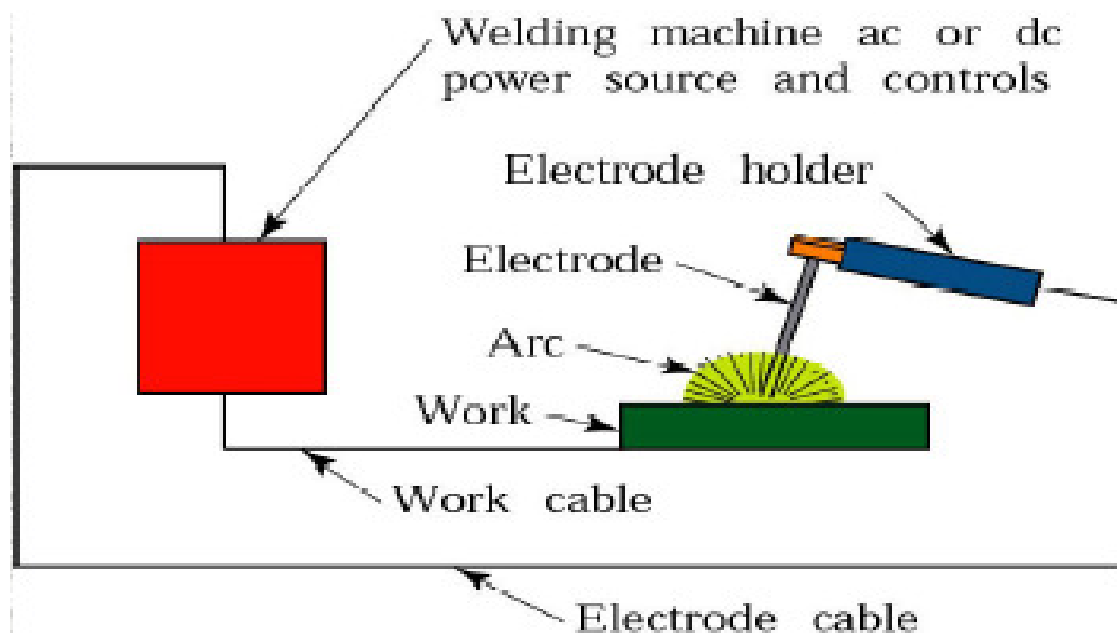 Welding machine ac or dc
power source and controls
Electrode holder
Electrode
Arc
Work
Work cable
Electrode cable